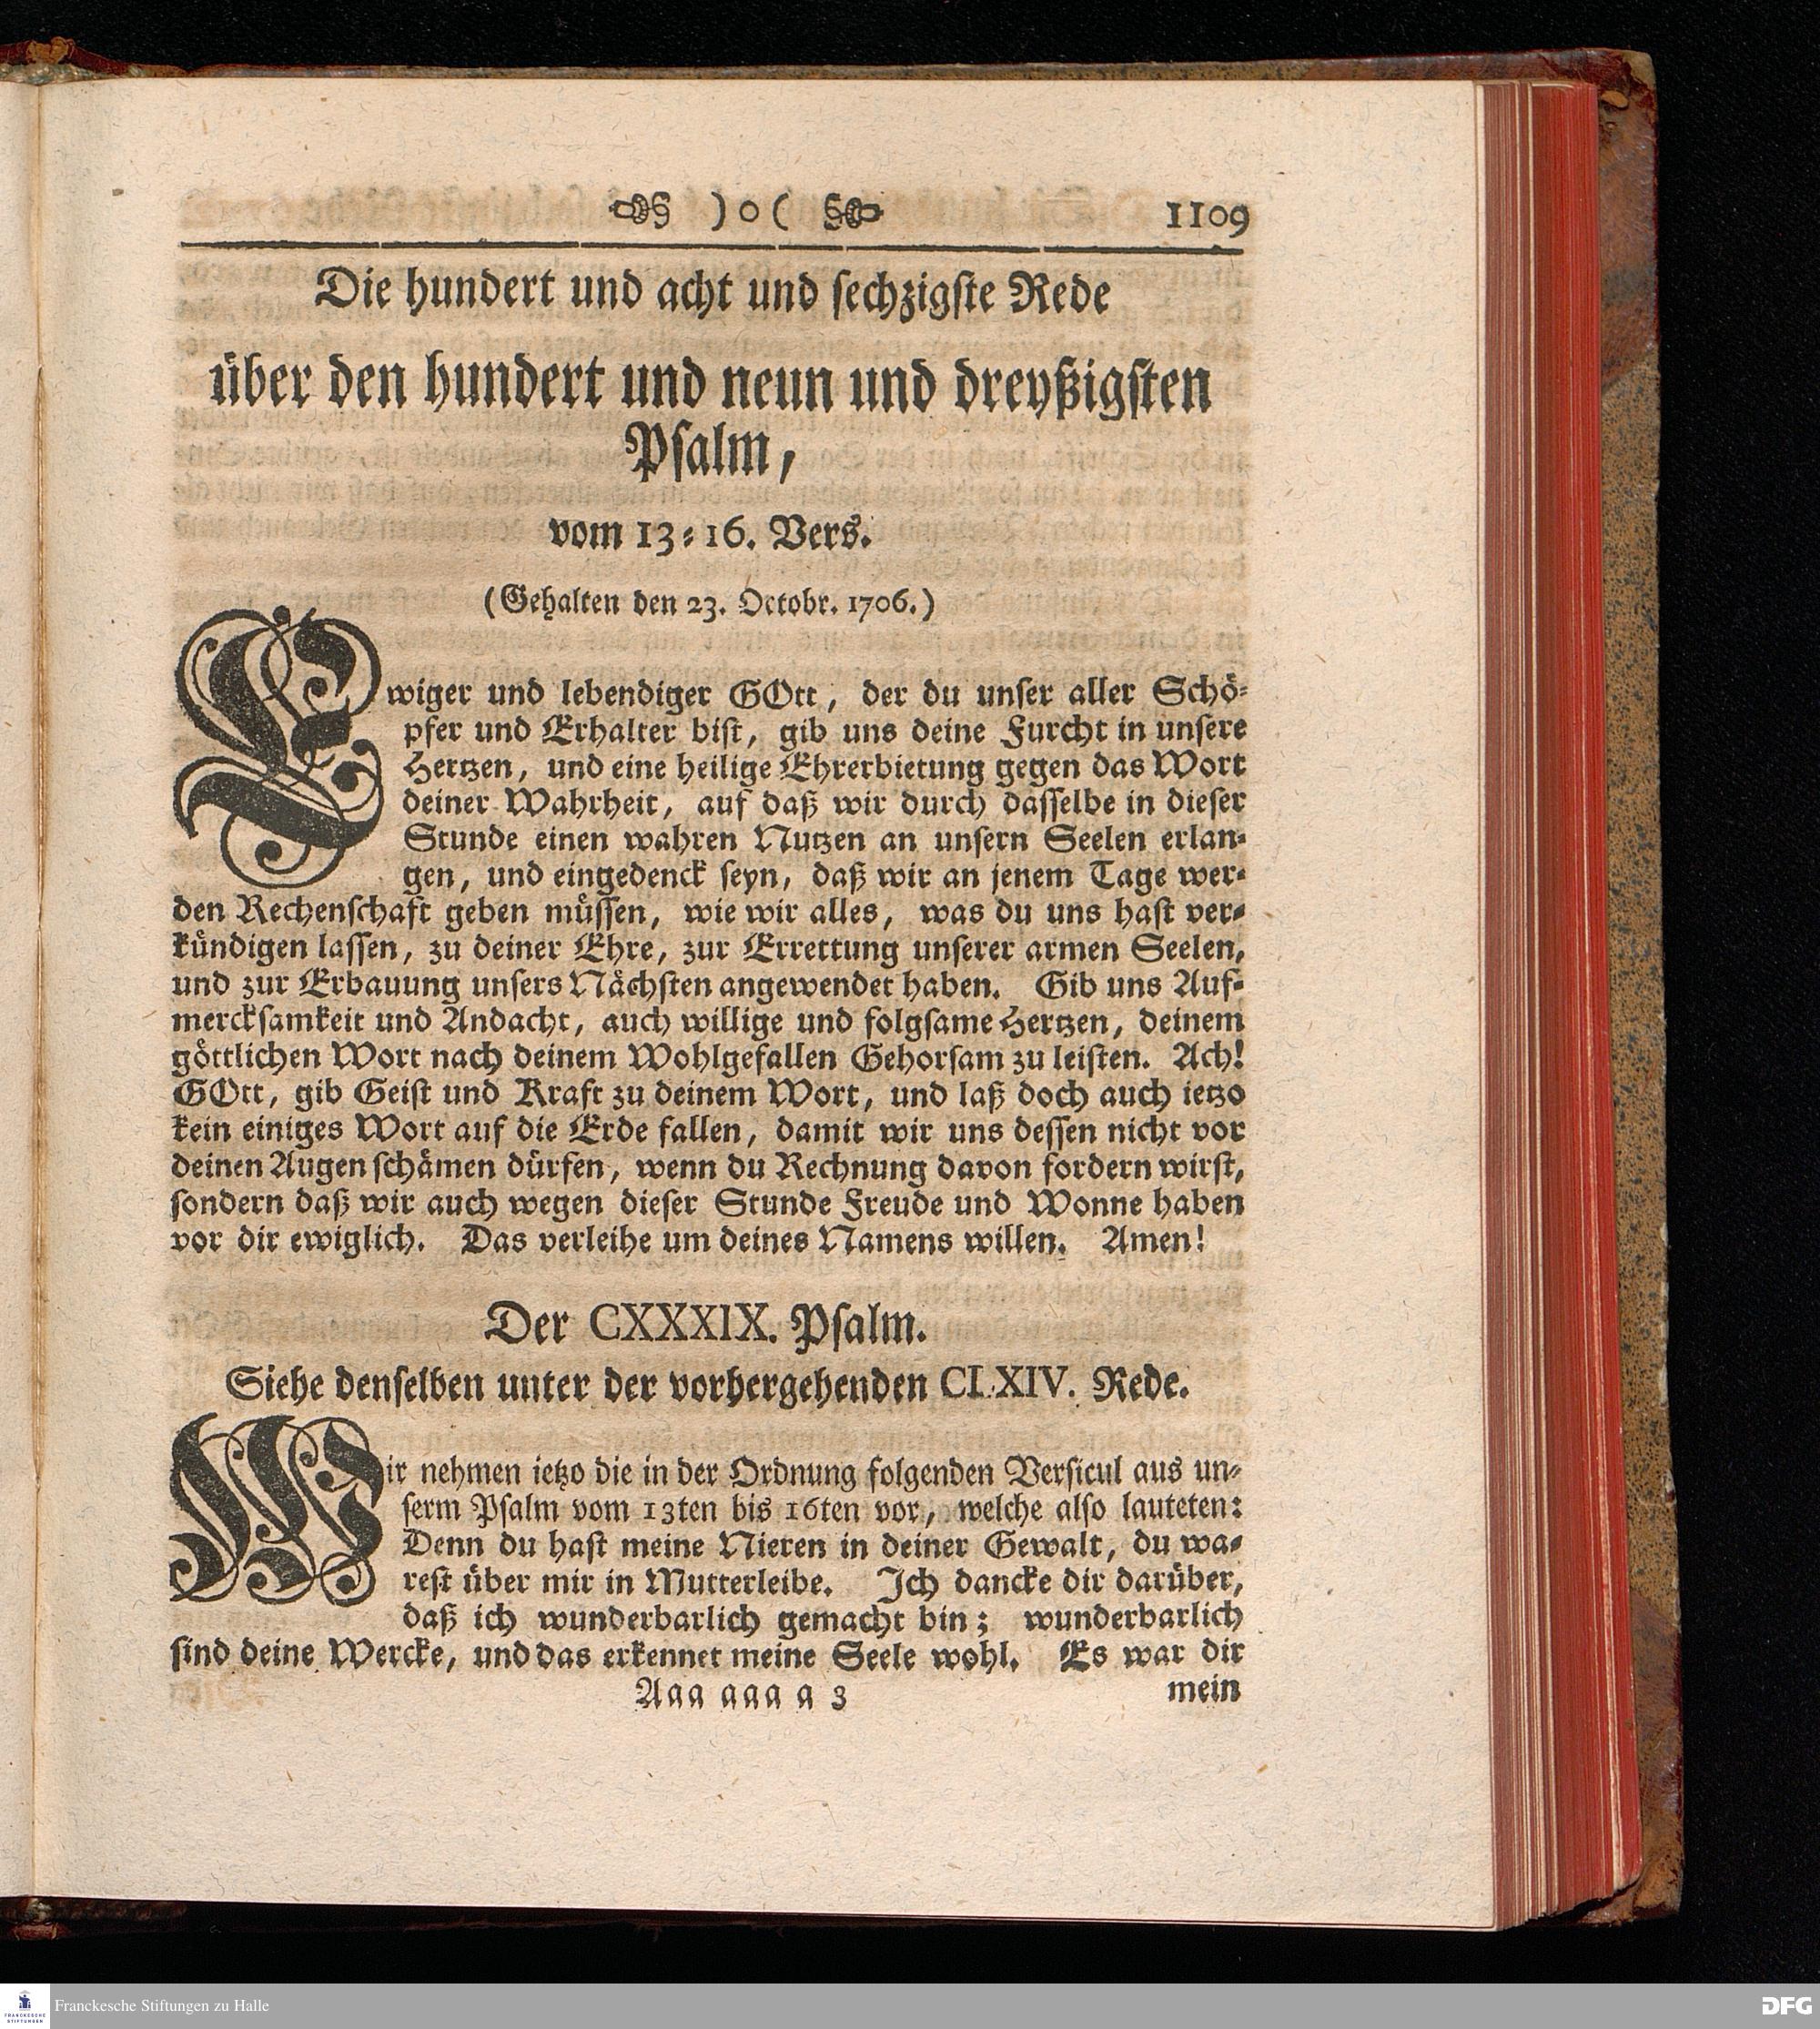 )o( 1109
Die hundert und acht und sechzigste Rede
über den hundert und neun und dreyßigsten
Psalm,
vom 13=16. Vers.
(Gehalten den 23. Octobr. 1706.)
Ewiger und lebendiger GOtt, der du unser aller Schö=
pfer und Erhalter bist, gib uns deine Furcht in unsere
Hertzen, und eine heilige Ehrerbietung gegen das Wort
deiner Wahrheit, auf daß wir durch dasselbe in dieser
Stunde einen wahren Nutzen an unsern Seelen erlan=
gen, und eingedenck seyn, daß wir an jenem Tage wer=
den Rechenschaft geben müssen, wie wir alles, was du uns hast ver=
kündigen lassen, zu deiner Ehre, zur Errettung unserer armen Seelen,
und zur Erbauung unsers Nächsten angewendet haben. Gib uns Auf=
mercksamkeit und Andacht, auch willige und folgsame Hertzen, deinem
göttlichen Wort nach deinem Wohlgefallen Gehorsam zu leisten. Ach!
GOtt, gib Geist und Kraft zu deinem Wort, und laß doch auch ietzo
kein einiges Wort auf die Erde fallen, damit wir uns dessen nicht vor
deinen Augen schämen dürfen, wenn du Rechnung davon fordern wirst,
sondern daß wir auch wegen dieser Stunde Freude und Wonne haben
vor dir ewiglich. Das verleihe um deines Namens willen. Amen!
Der CXXXIX. Psalm.
Siehe denselben unter der vorhergehenden CLXIV. Rede.
Wir nehmen ietzo die in der Ordnung folgenden Versicul aus un=
serm Psalm vom 13ten bis 16ten vor, welche also lauteten:
Denn du hast meine Nieren in deiner Gewalt, du wa=
rest über mir in Mutterleibe. Ich dancke dir darüber,
daß ich wunderbarlich gemacht bin; wunderbarlich
sind deine Wercke, und das erkennet meine Seele wohl. Es war dir
Aaa aaa a 3 mein
FRANCKESCHE STIFTUNGEN Franckesche Stiftungen zu Halle DFG